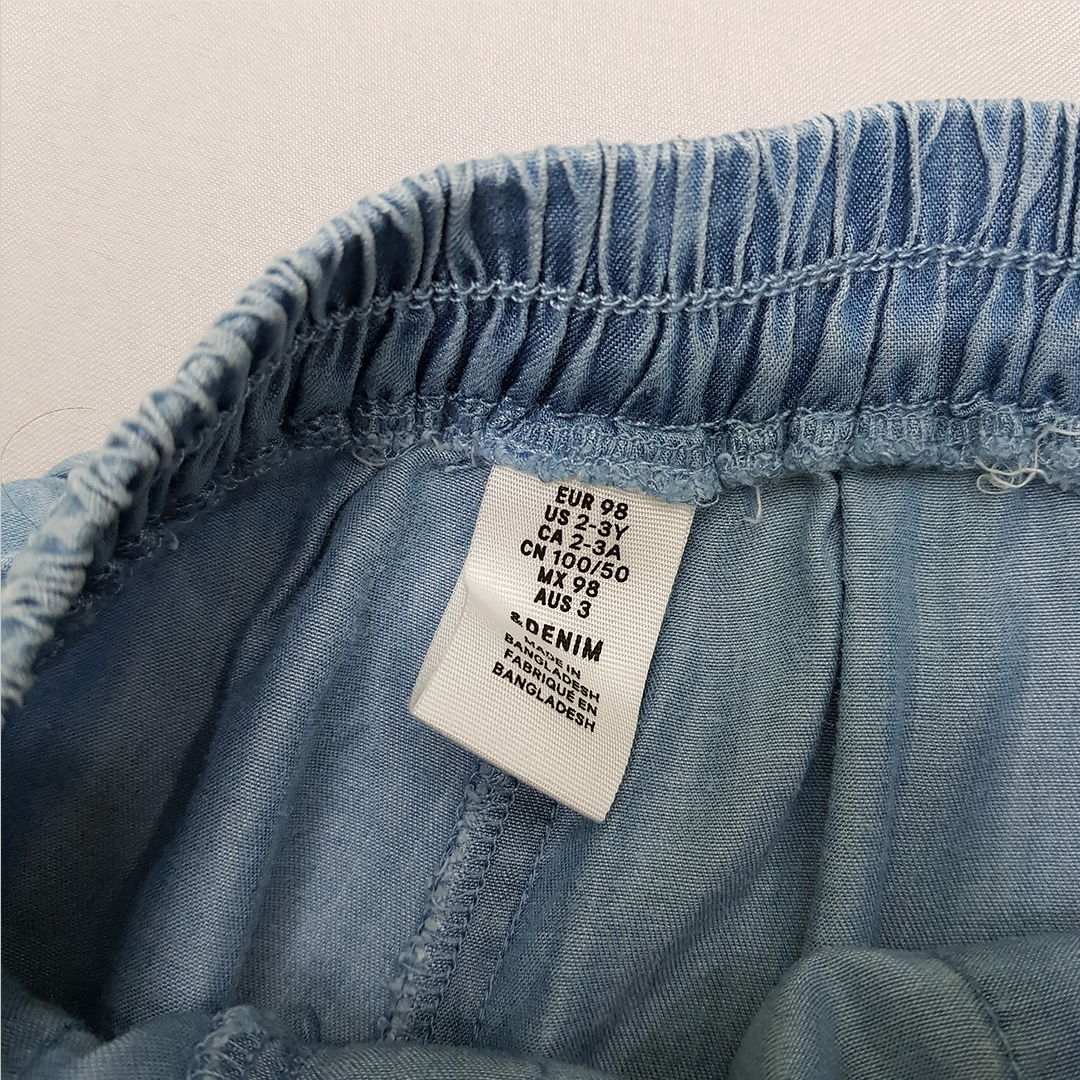 EUR 98
US 2-3Y
CA 2-3A
CN 100/50
MX 98
AUS 3
&DENIM
MADE IN
BANGLADESH
FABRIQUÉ EN
BANGLADESH